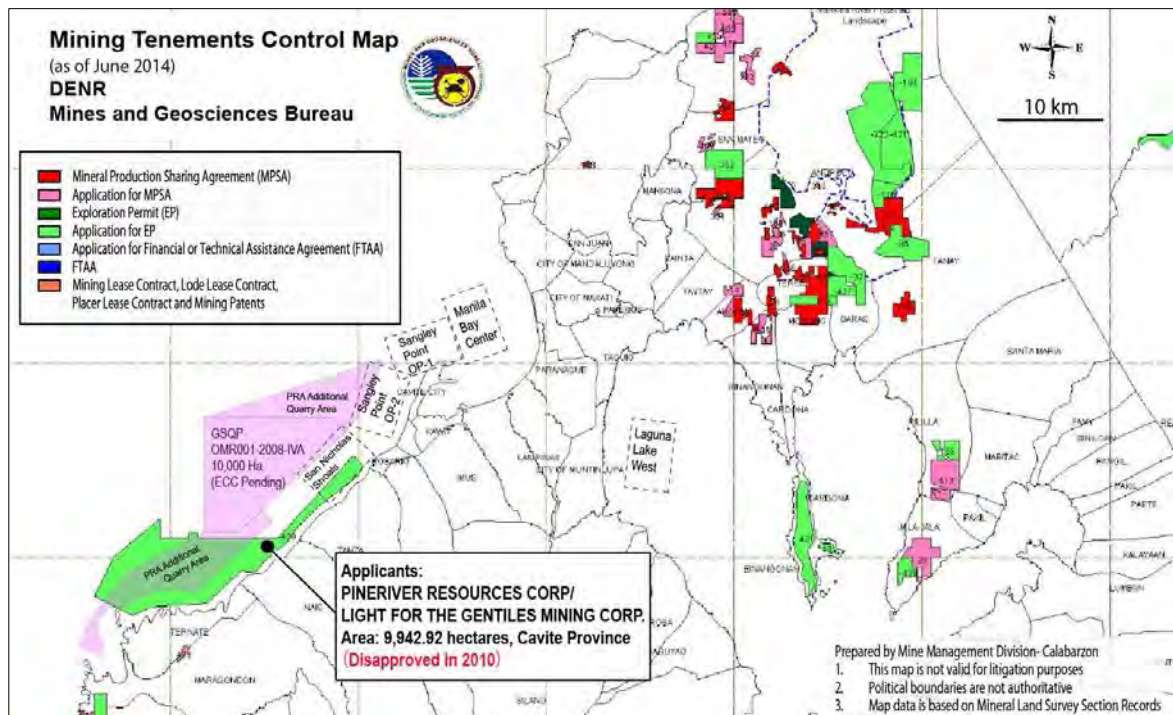 Mining Tenements Control Map
(as of June 2014)
DENR
Mines and Geosciences Bureau
Mineral Production Sharing Agreement (MPSA)
Application for MPSA
Exploration Permit (EP)
Application for EP
Application for Financial or Technical Assistance Agreement (FTAA)
FTAA
Mining Lease Contract, Lode Lease Contract,
Placer Lease Contract and Mining Patents
Landscape
N
W E
S
10 km
SAN MATEO
MARIKINA
SAN JUAN
CITY OF MANDALUYONG
CAINTA
CITY OF MAKATI
TAYTAY
TERESA
BARAS
TANAY
TAGUIG
PARANAQUE
BINANGONAN
CARDONA
SANTA MARIA
PILILLA
MABITAC
FAMY
PANGIL
PAKIL
PAETE
KALAYAAN
LUMBAN
Manila
Bay
Center
Sangley
Point
OP-1
Sangley
Point
OP-2
CAVITE CITY
KAWIT
ROSARIO
IMUS
LAS PINAS
CITY OF MUNTINLUPA
Laguna
Lake
West
PRA Additional
Quarry Area
GSQP
OMR001-2008-IVA
10,000 Ha.
(ECC Pending)
San Nicholas
Shoals
PRA Additional
Quarry Area
TANZA
NAIC
TERNATE
MARAGONDON
CARDONA
BINANGONAN
JALA-JALA
PAKIL
SILANG
Applicants:
PINERIVER RESOURCES CORP/
LIGHT FOR THE GENTILES MINING CORP.
Area: 9,942.92 hectares, Cavite Province
(Disapproved in 2010)
Prepared by Mine Management Division- Calabarzon
1. This map is not valid for litigation purposes
2. Political boundaries are not authoritative
3. Map data is based on Mineral Land Survey Section Records